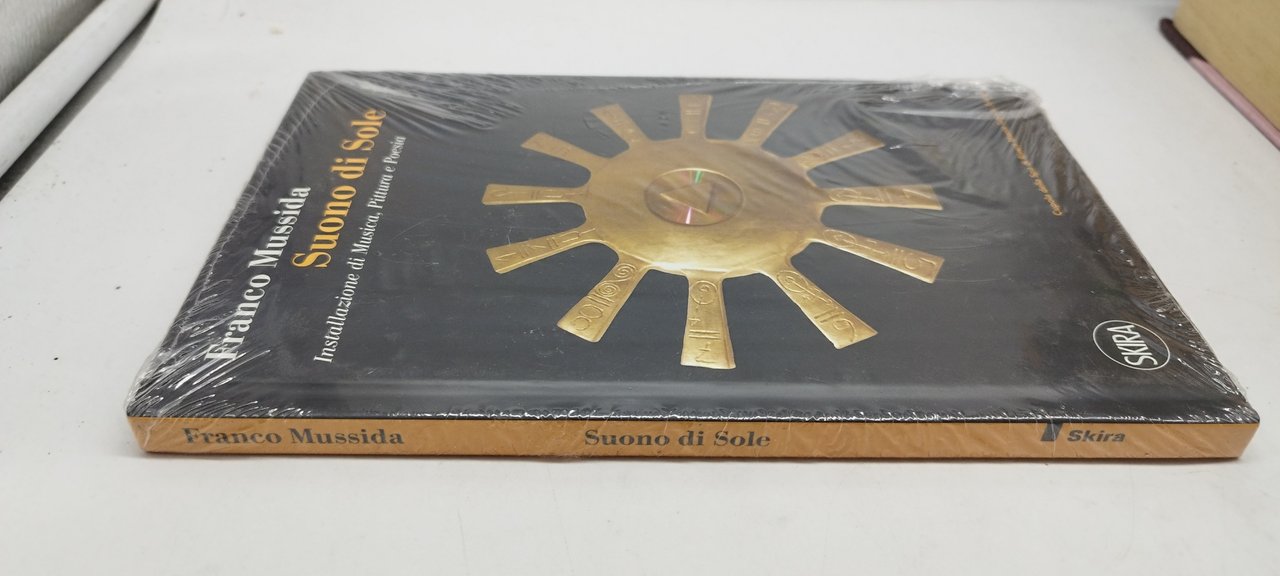 Franco Mussida
Suono di Sole
Installazione di Musica, Pittura e Poesia
SKIRA
Franco Mussida
Suono di Sole
Skira